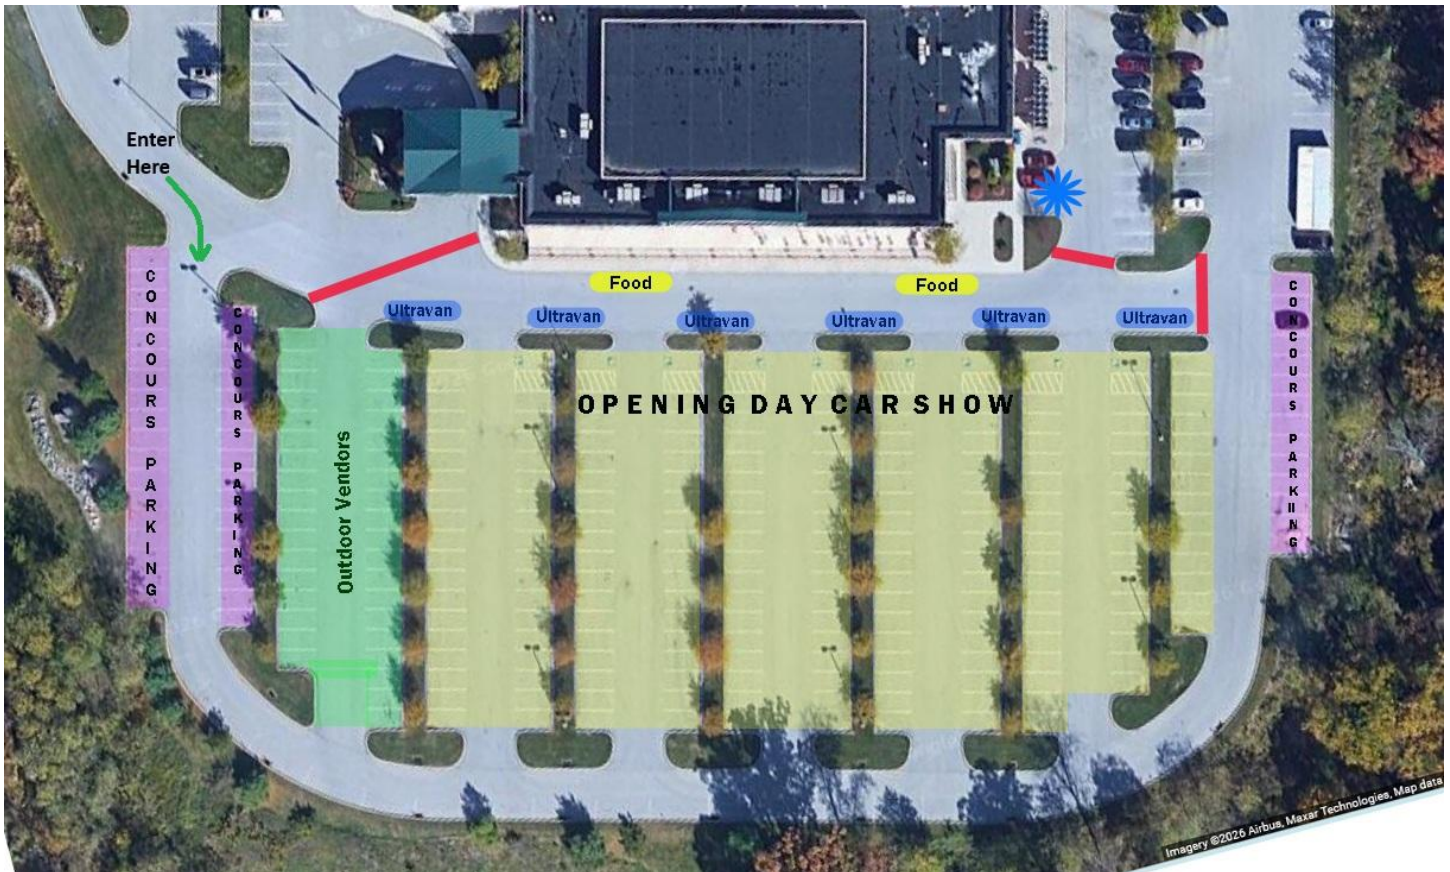 Enter
Here
Food
Food
Ultravan
Ultravan
Ultravan
Ultravan
Ultravan
Ultravan
OPENING DAY CAR SHOW
CONCOURS PARKING
CONCOURS PARKING
Outdoor Vendors
CONCOURS PARKIING
Imagery ©2026 Airbus, Maxar Technologies, Map data